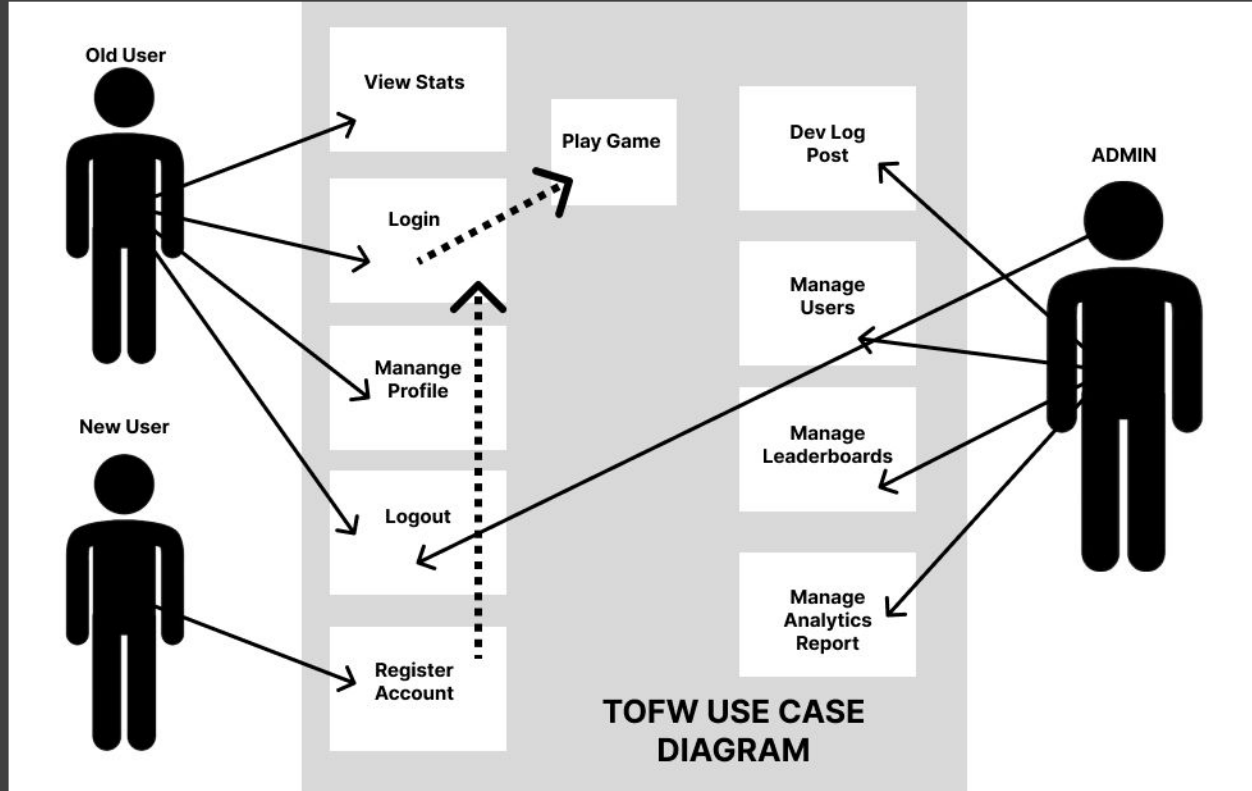 Old User
View Stats
Play Game
Dev Log
Post
ADMIN
Login
Manage
Users
Manange
Profile
New User
Manage
Leaderboards
Logout
Manage
Analytics
Report
Register
Account
TOFW USE CASE
DIAGRAM